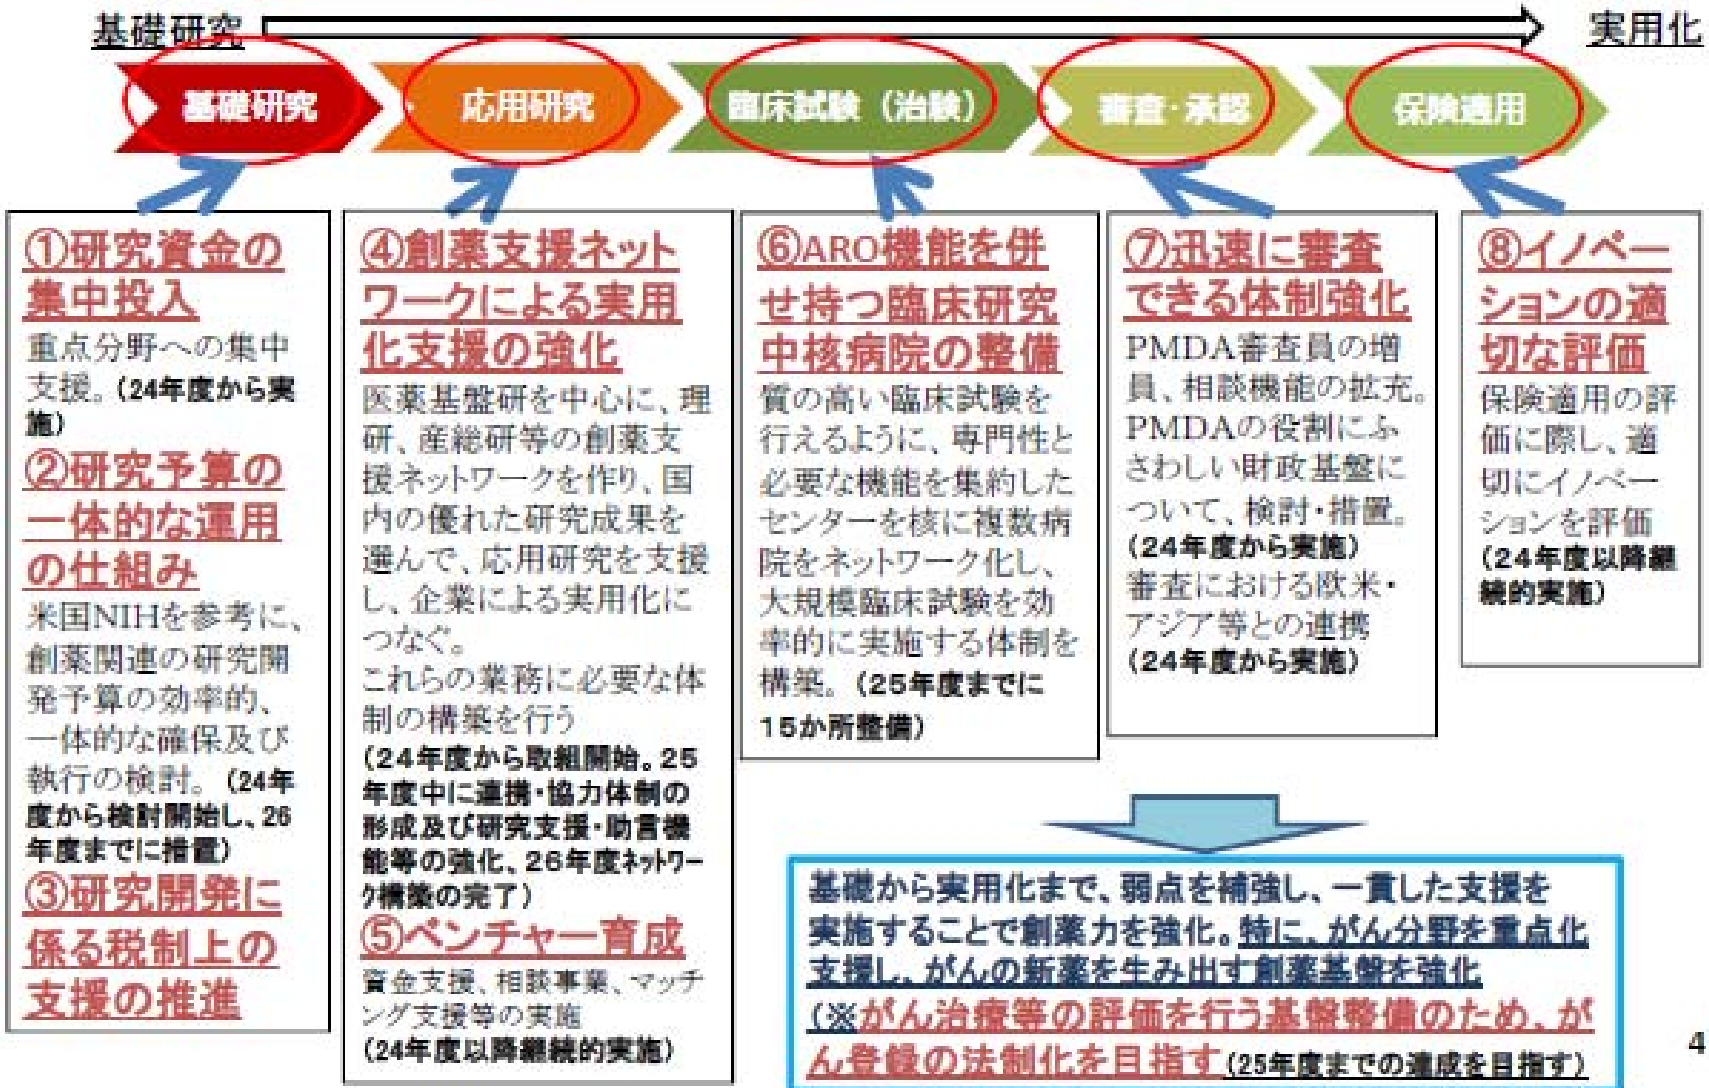 基礎研究
実用化
基礎研究
応用研究
臨床試験（治験）
審査・承認
保険適用
①研究資金の
集中投入
重点分野への集中
支援。(24年度から実
施)
②研究予算の
一体的な運用
の仕組み
米国NIHを参考に、
創薬関連の研究開
発予算の効率的、
一体的な確保及び
執行の検討。(24年
度から検討開始し、26
年度までに措置)
③研究開発に
係る税制上の
支援の推進
④創薬支援ネット
ワークによる実用
化支援の強化
医薬基盤研を中心に、理
研、産総研等の創薬支
援ネットワークを作り、国
内の優れた研究成果を
選んで、応用研究を支援
し、企業による実用化に
つなぐ。
これらの業務に必要な体
制の構築を行う
(24年度から取組開始。25
年度中に連携・協力体制の
形成及び研究支援・助言機
能等の強化、26年度ネットワー
ク構築の完了)
⑤ベンチャー育成
資金支援、相談事業、マッチ
ング支援等の実施
(24年度以降継続的実施)
⑥ARO機能を併
せ持つ臨床研究
中核病院の整備
質の高い臨床試験を
行えるように、専門性と
必要な機能を集約した
センターを核に複数病
院をネットワーク化し、
大規模臨床試験を効
率的に実施する体制を
構築。(25年度までに
15か所整備)
⑦迅速に審査
できる体制強化
PMDA審査員の増
員、相談機能の拡充。
PMDAの役割にふ
さわしい財政基盤に
ついて、検討・措置。
(24年度から実施)
審査における欧米・
アジア等との連携
(24年度から実施)
⑧イノベー
ションの適
切な評価
保険適用の評
価に際し、適
切にイノベー
ションを評価
(24年度以降継
続的実施)
基礎から実用化まで、弱点を補強し、一貫した支援を
実施することで創薬力を強化。特に、がん分野を重点化
支援し、がんの新薬を生み出す創薬基盤を強化
(※がん治療等の評価を行う基盤整備のため、が
ん登録の法制化を目指す(25年度までの達成を目指す)
4